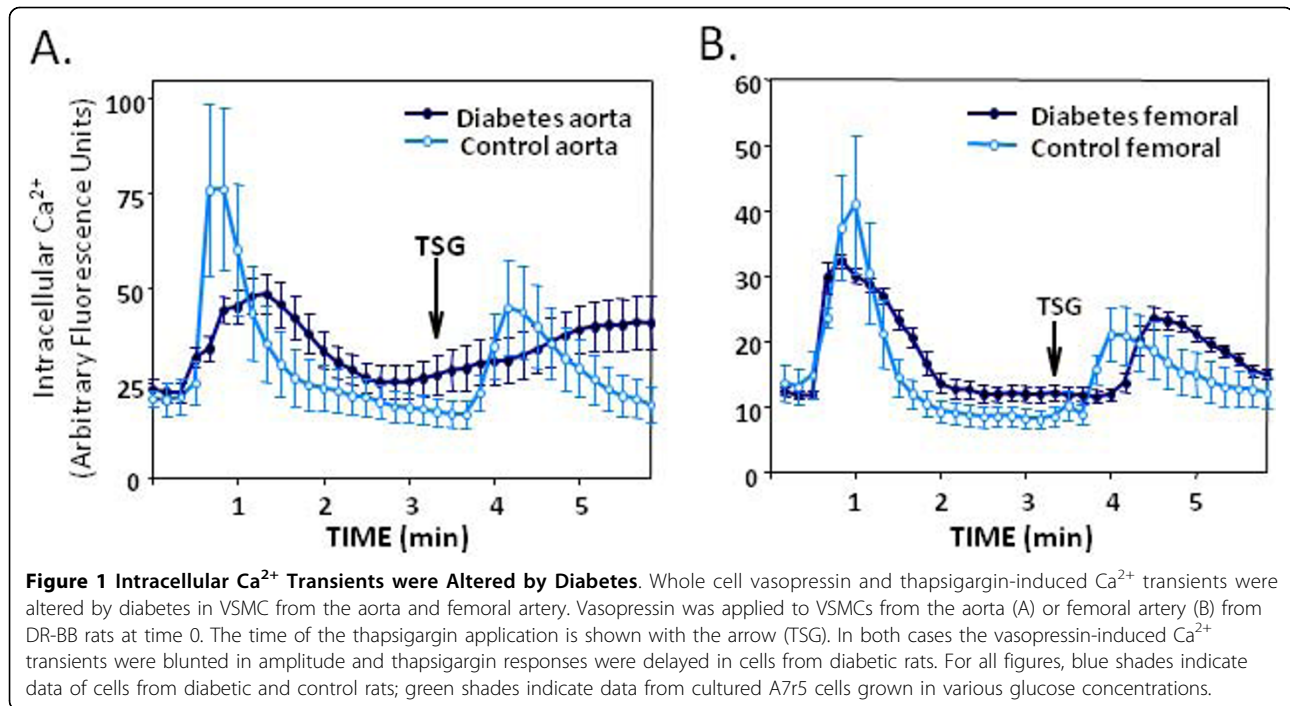 A.
100
75
50
25
0
Intracellular Ca²⁺
(Arbitrary Fluorescence Units)
Diabetes aorta
Control aorta
TSG
1 2 3 4 5
TIME (min)
B.
60
50
40
30
20
10
0
Diabetes femoral
Control femoral
TSG
1 2 3 4 5
TIME (min)
Figure 1 Intracellular Ca²⁺ Transients were Altered by Diabetes. Whole cell vasopressin and thapsigargin-induced Ca²⁺ transients were
altered by diabetes in VSMC from the aorta and femoral artery. Vasopressin was applied to VSMCs from the aorta (A) or femoral artery (B) from
DR-BB rats at time 0. The time of the thapsigargin application is shown with the arrow (TSG). In both cases the vasopressin-induced Ca²⁺
transients were blunted in amplitude and thapsigargin responses were delayed in cells from diabetic rats. For all figures, blue shades indicate
data of cells from diabetic and control rats; green shades indicate data from cultured A7r5 cells grown in various glucose concentrations.